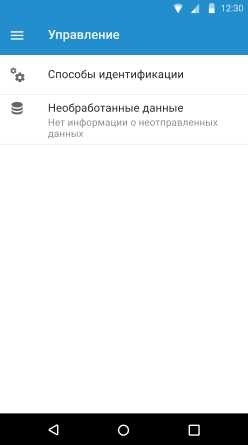 12:30
Управление
Способы идентификации
Необработанные данные
Нет информации о неотправленных
данных